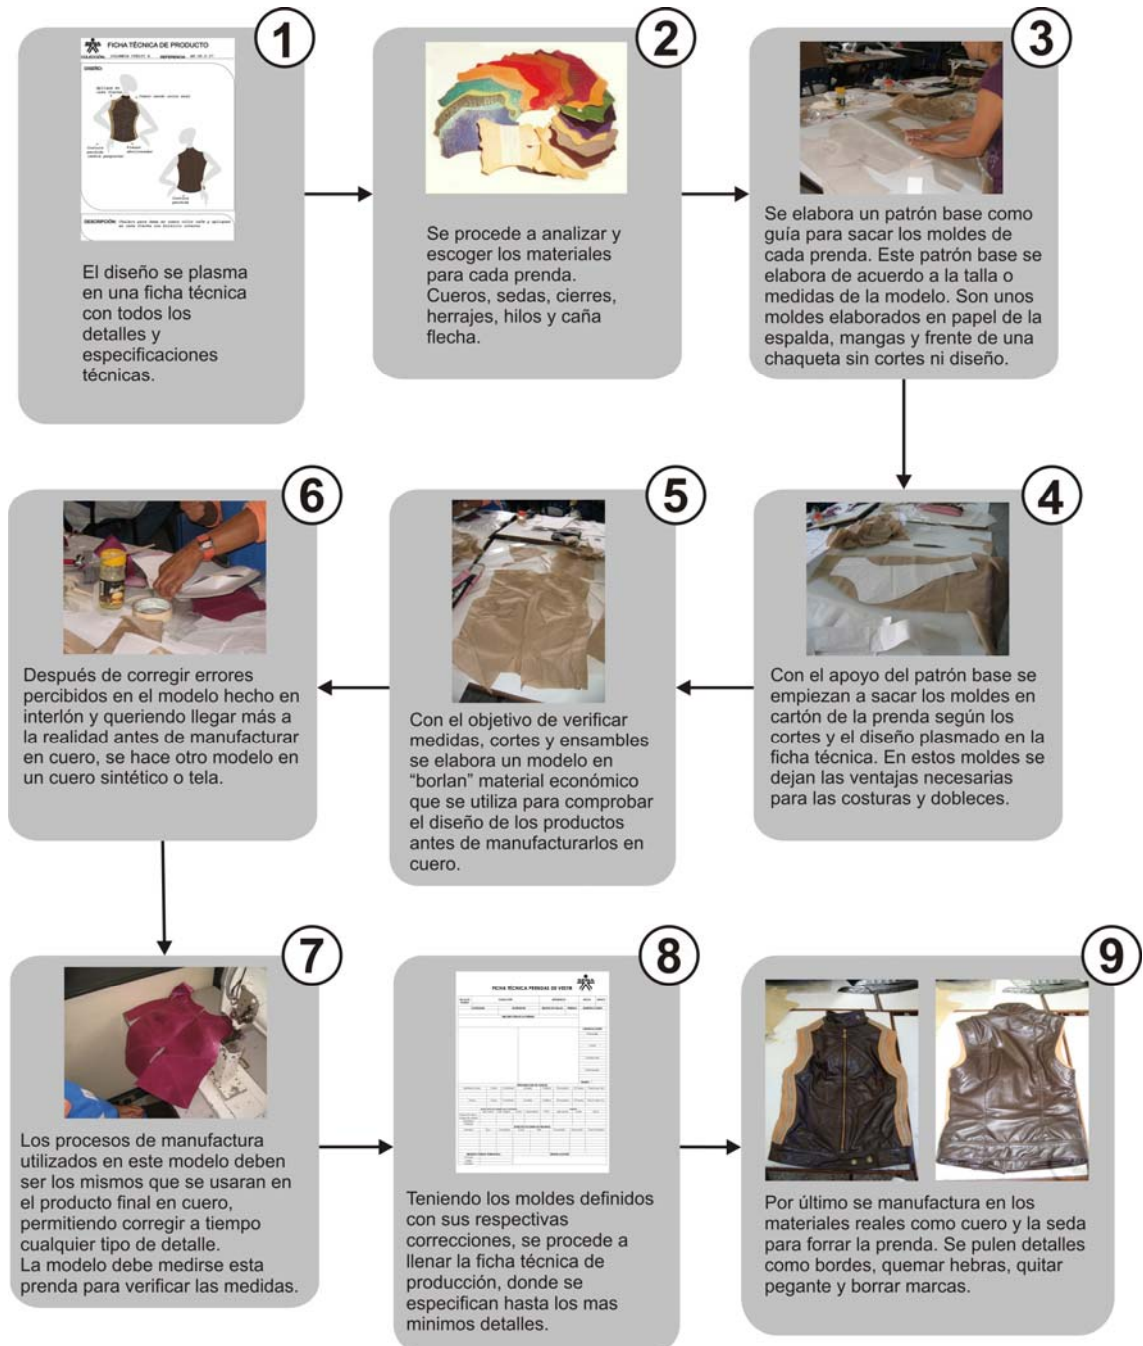 1
FICHA TÉCNICA DE PRODUCTO
COLECCIÓN:
REFERENCIA:
DISEÑO:
DESCRIPCIÓN:
El diseño se plasma
en una ficha técnica
con todos los
detalles y
especificaciones
técnicas.
2
Se procede a analizar y
escoger los materiales
para cada prenda.
Cueros, sedas, cierres,
herrajes, hilos y caña
flecha.
3
Se elabora un patrón base como
guía para sacar los moldes de
cada prenda. Este patrón base se
elabora de acuerdo a la talla o
medidas de la modelo. Son unos
moldes elaborados en papel de la
espalda, mangas y frente de una
chaqueta sin cortes ni diseño.
4
Con el apoyo del patrón base se
empiezan a sacar los moldes en
cartón de la prenda según los
cortes y el diseño plasmado en la
ficha técnica. En estos moldes se
dejan las ventajas necesarias
para las costuras y dobleces.
5
Con el objetivo de verificar
medidas, cortes y ensambles
se elabora un modelo en
“borlan” material económico
que se utiliza para comprobar
el diseño de los productos
antes de manufacturarlos en
cuero.
6
Después de corregir errores
percibidos en el modelo hecho en
interlón y queriendo llegar más a
la realidad antes de manufacturar
en cuero, se hace otro modelo en
un cuero sintético o tela.
7
Los procesos de manufactura
utilizados en este modelo deben
ser los mismos que se usaran en
el producto final en cuero,
permitiendo corregir a tiempo
cualquier tipo de detalle.
La modelo debe medirse esta
prenda para verificar las medidas.
8
FICHA TÉCNICA PRENDAS DE VESTIR
Teniendo los moldes definidos
con sus respectivas
correcciones, se procede a
llenar la ficha técnica de
producción, donde se
especifican hasta los mas
minimos detalles.
9
Por último se manufactura en los
materiales reales como cuero y la seda
para forrar la prenda. Se pulen detalles
como bordes, quemar hebras, quitar
pegante y borrar marcas.